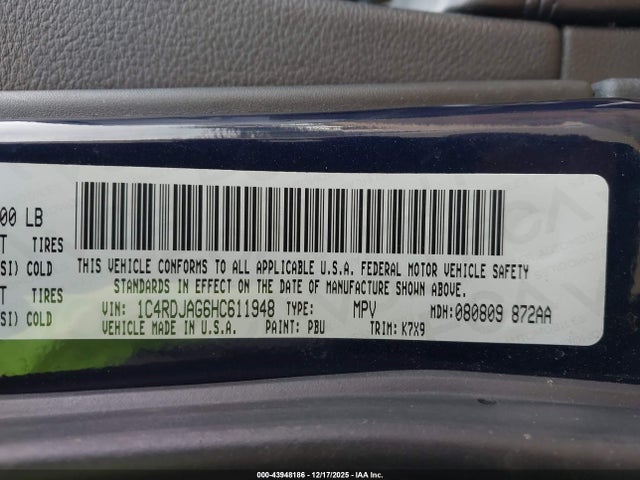 00 LB
T TIRES
SI) COLD
T TIRES
SI) COLD
THIS VEHICLE CONFORMS TO ALL APPLICABLE U.S.A. FEDERAL MOTOR VEHICLE SAFETY
STANDARDS IN EFFECT ON THE DATE OF MANUFACTURE SHOWN ABOVE.
VIN: 1C4RDJAG6HC611948 TYPE: MPV MDH:080809 872AA
VEHICLE MADE IN U.S.A. PAINT: PBU TRIM:K7X9
000-43948186 - 12/17/2025 - IAA Inc.